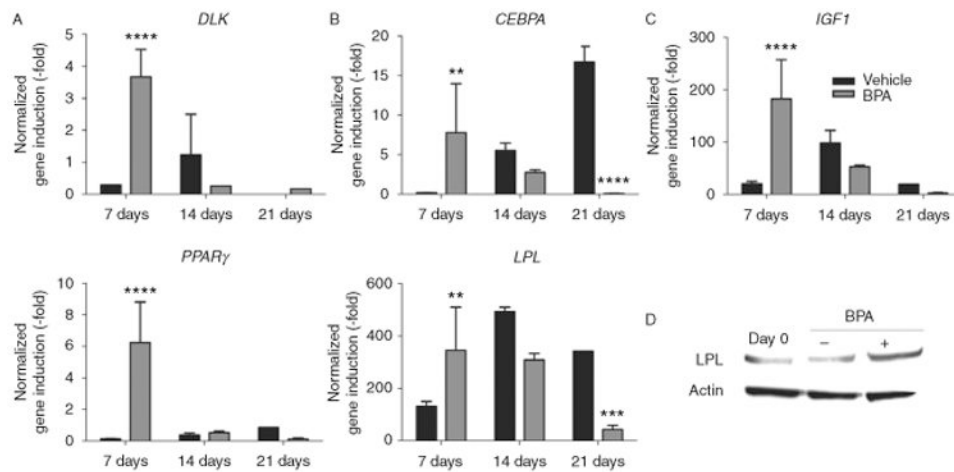 A
DLK
Normalized
gene induction (-fold)
5
4
3
2
1
0
****
7 days 14 days 21 days
B
CEBPA
Normalized
gene induction (-fold)
20
15
10
5
0
**
****
7 days 14 days 21 days
C
IGF1
Normalized
gene induction (-fold)
300
200
100
0
****
Vehicle
BPA
7 days 14 days 21 days
PPARγ
Normalized
gene induction (-fold)
10
8
6
4
2
0
****
7 days 14 days 21 days
LPL
Normalized
gene induction (-fold)
600
400
200
0
**
***
7 days 14 days 21 days
D
BPA
Day 0 − +
LPL
Actin